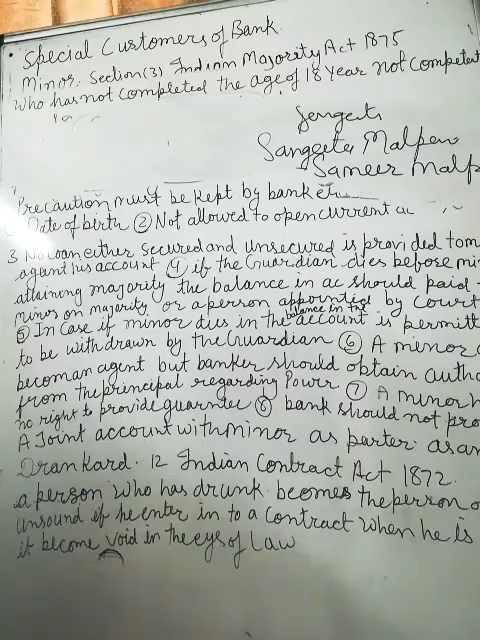 • Special Customers of Bank.
Minor. Section(3) Indian Majority Act 1875
Who has not completed the age of 18 Year not Competent
Sangeeta Malpani
Sameer Malp
Precaution must be kept by banker
Date of birth ② Not allowed to open current ac
3 No loan either secured and unsecured is provided to m
against his account ④ if the Guardian dies before mi
attaining majority the balance in ac should paid
minor on majority or a person appointed by Court
balance in the
⑤ In Case if minor dies in the account is permitt
to be withdrawn by the Guardian ⑥ A minor
becoman agent but banker should obtain autho
from the principal regarding Power ⑦ A minor h
no right to provide guarntee ⑧ bank should not pro
A Joint account with minor as parter
Drankard. 12 Indian Contract Act 1872.
a person who has drunk. becomes the person o
unsound if he enter in to a contract when he is
it become void in the eyes of Law